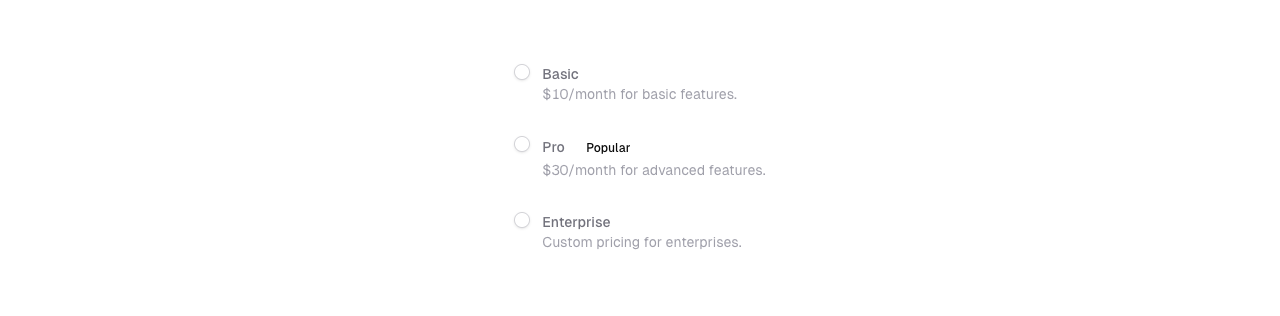 Basic
$10/month for basic features.
Pro Popular
$30/month for advanced features.
Enterprise
Custom pricing for enterprises.